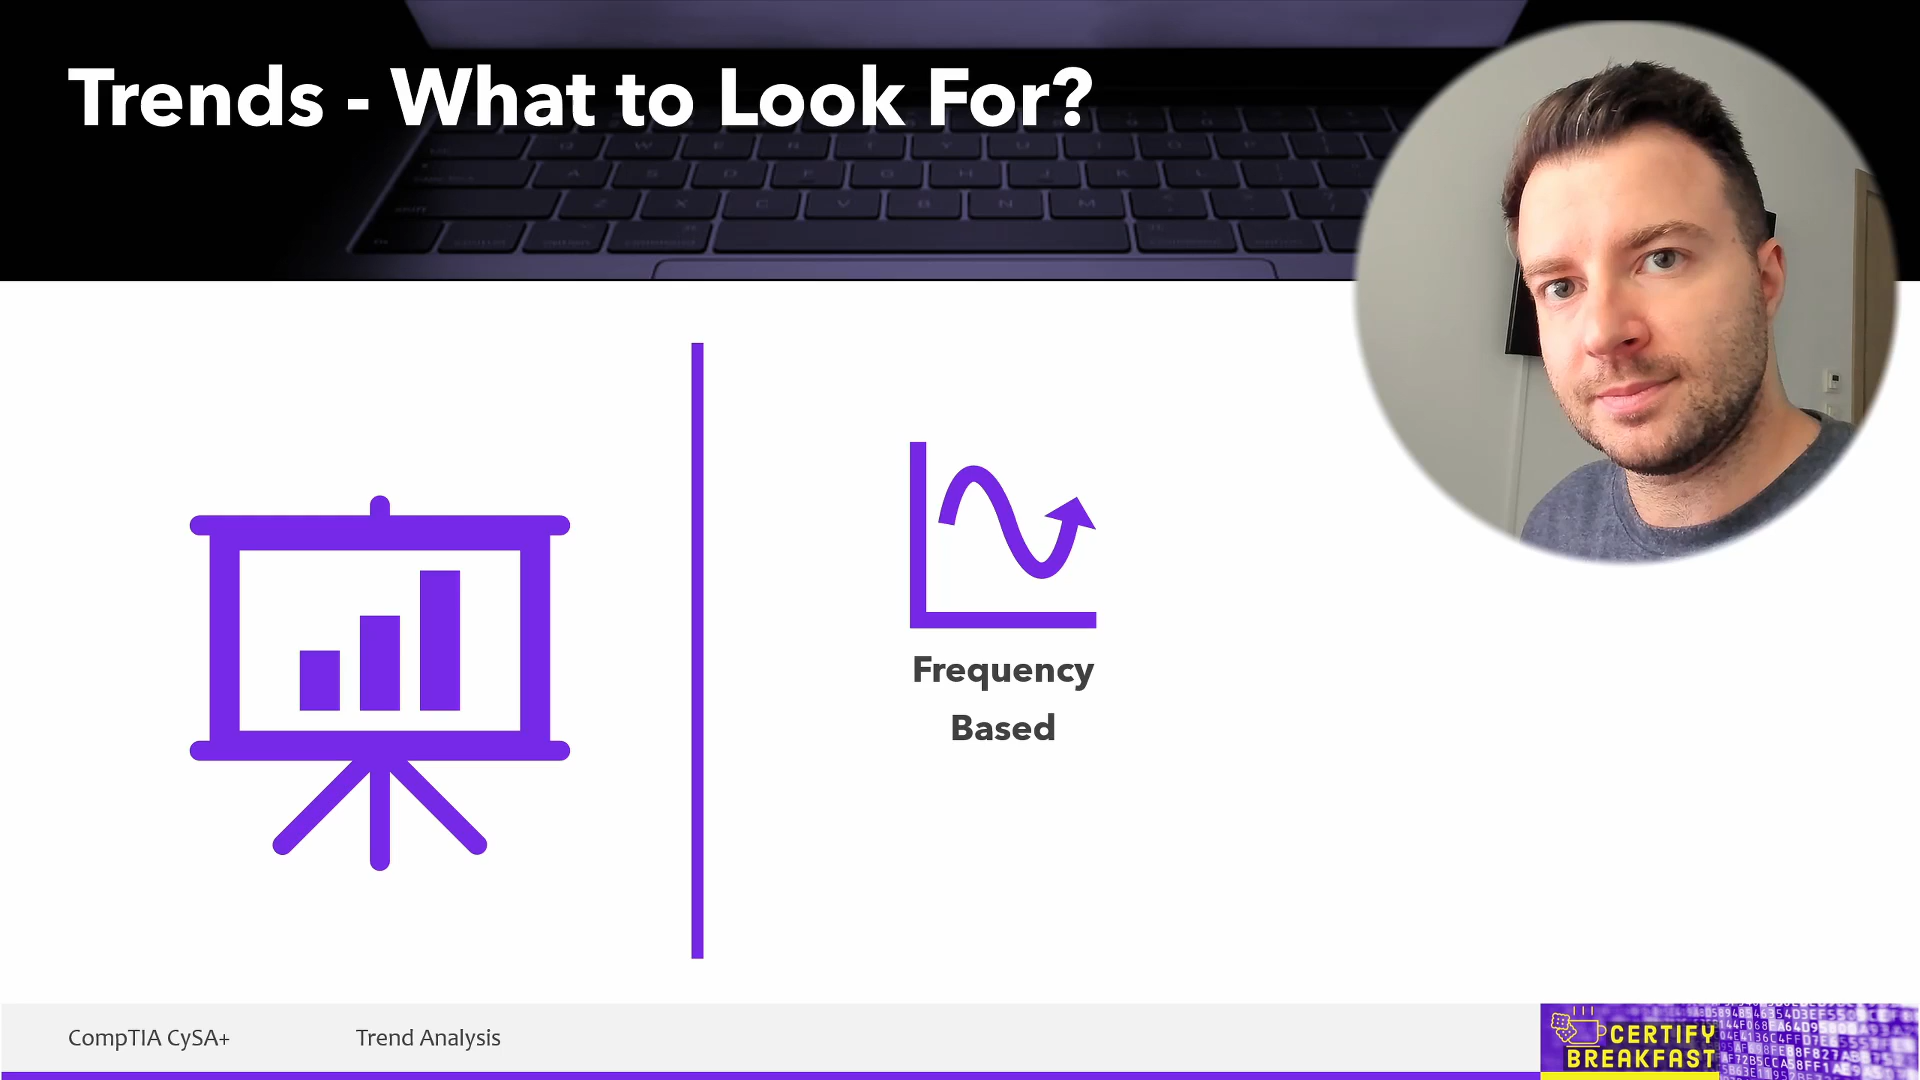 Trends - What to Look For?
Frequency
Based
CompTIA CySA+
Trend Analysis
CERTIFY
BREAKFAST